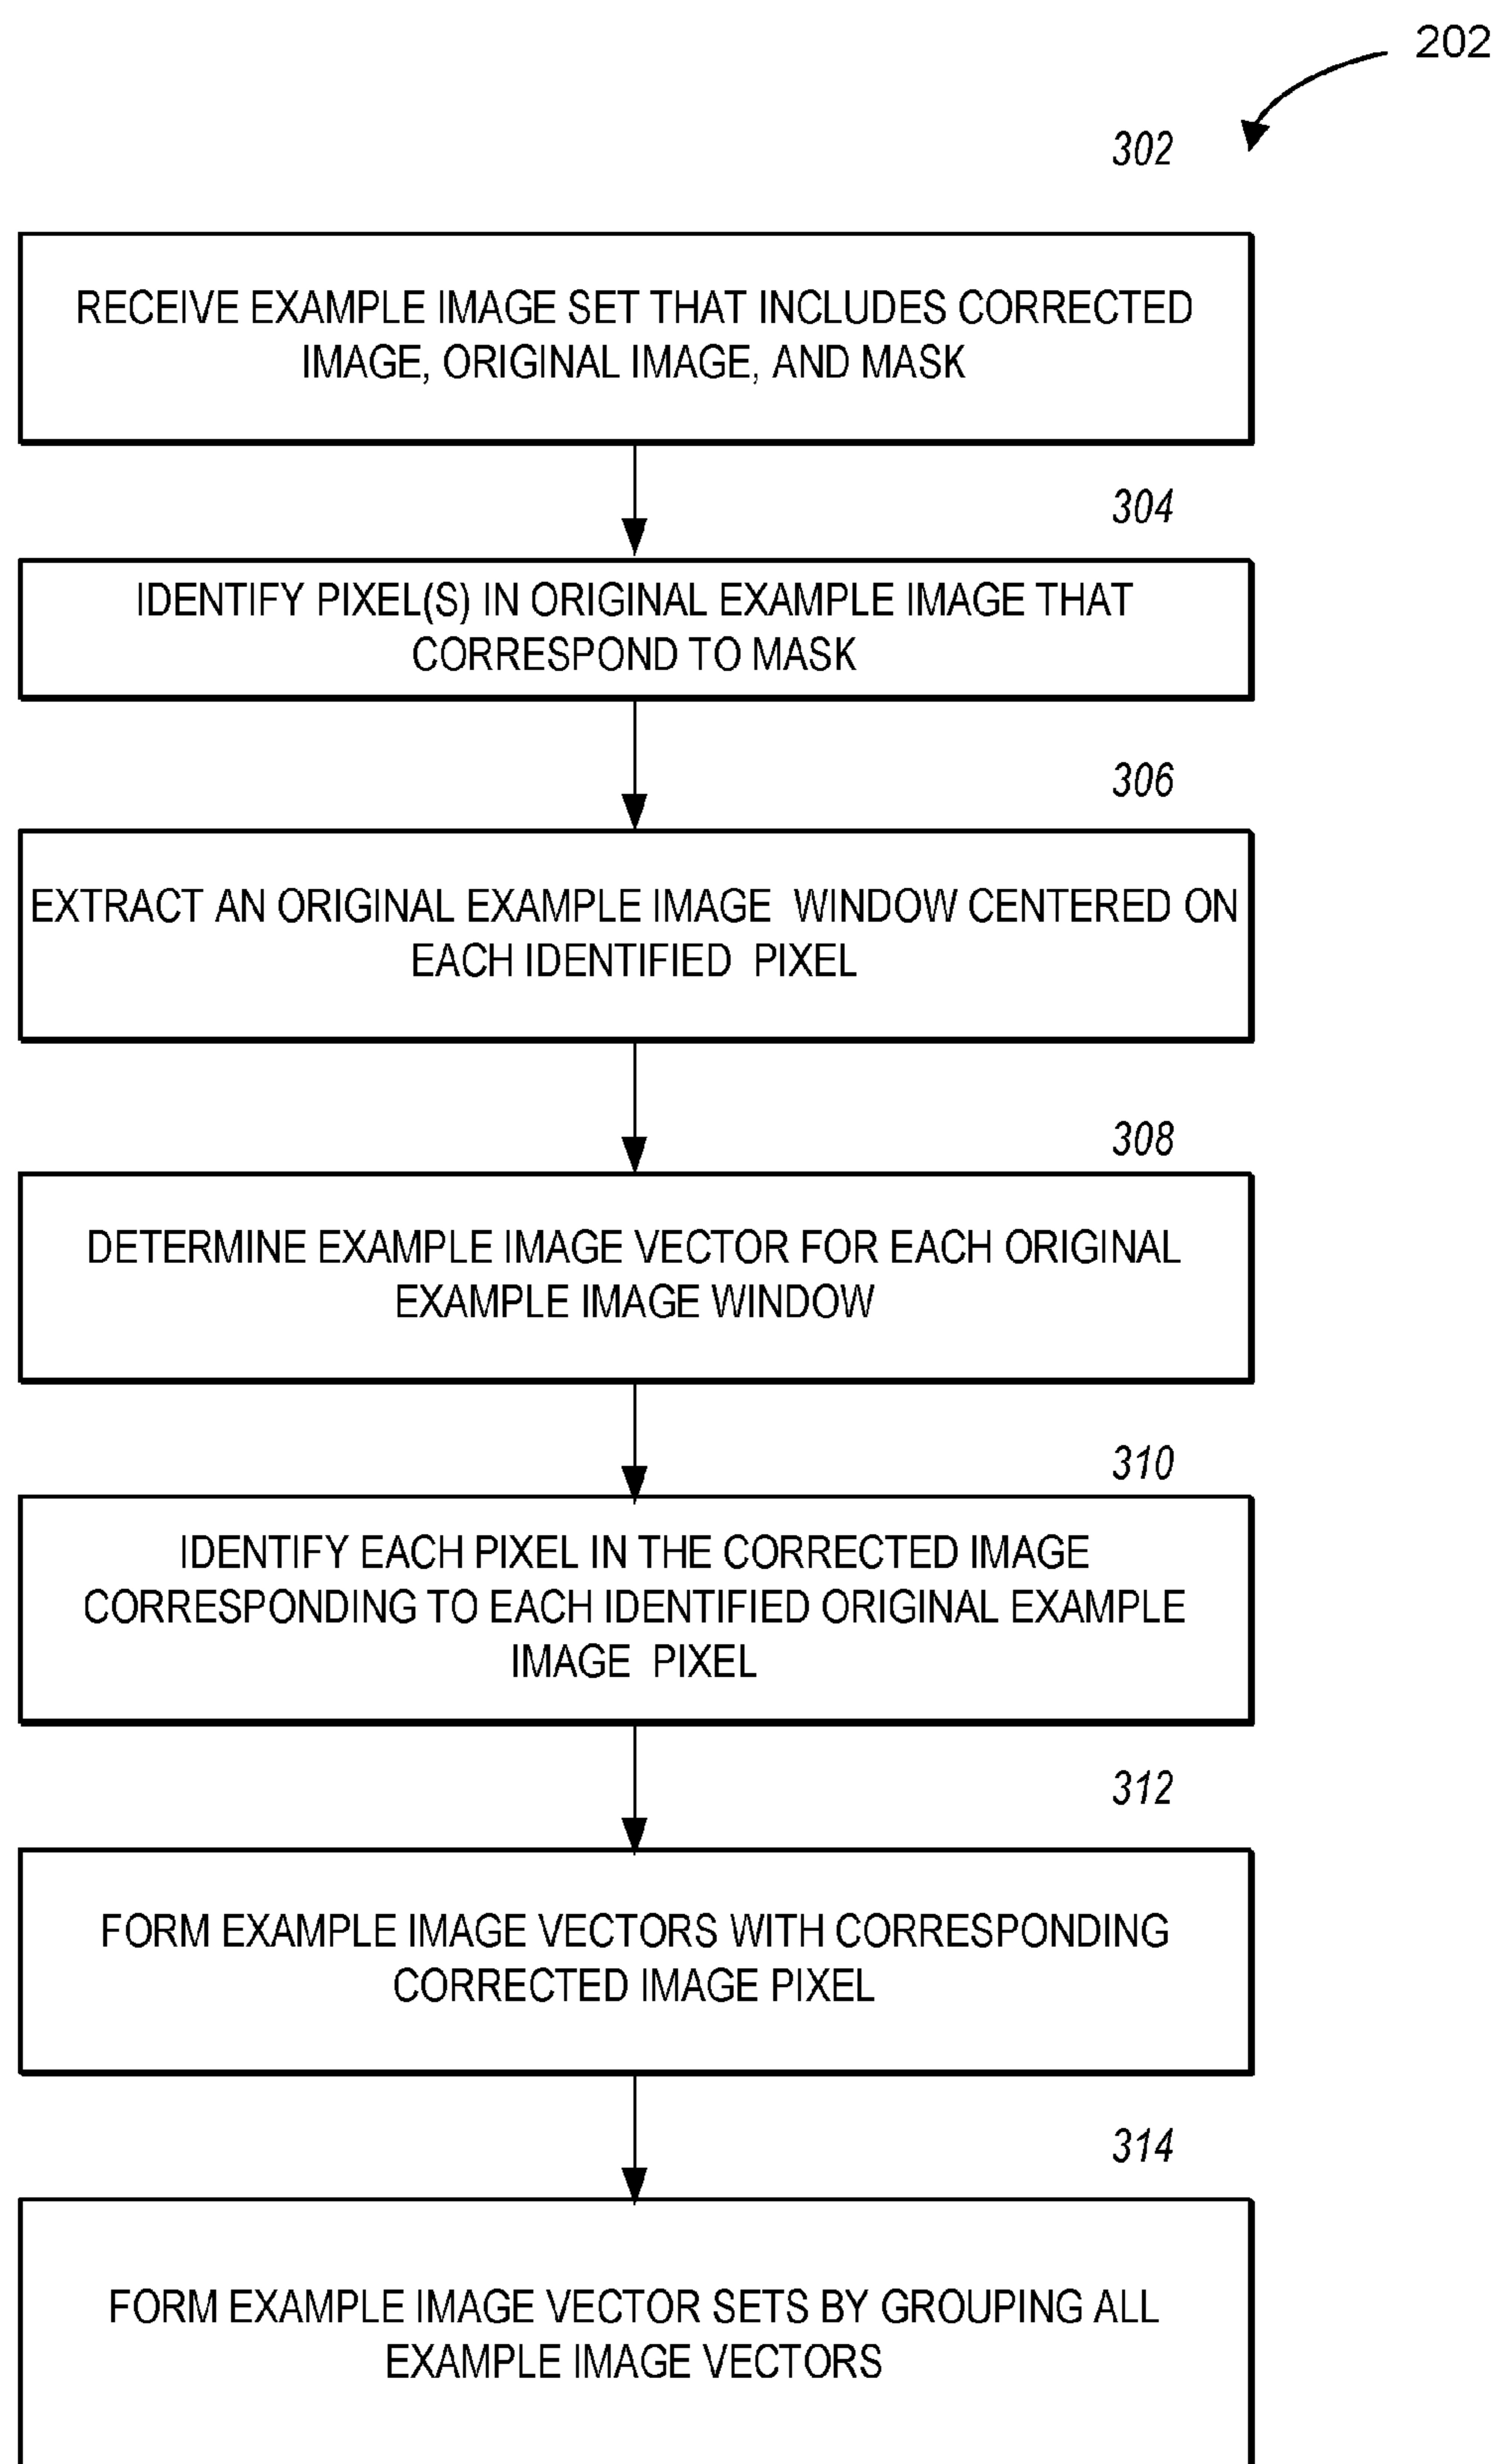 202
302
RECEIVE EXAMPLE IMAGE SET THAT INCLUDES CORRECTED
IMAGE, ORIGINAL IMAGE, AND MASK
304
IDENTIFY PIXEL(S) IN ORIGINAL EXAMPLE IMAGE THAT
CORRESPOND TO MASK
306
EXTRACT AN ORIGINAL EXAMPLE IMAGE WINDOW CENTERED ON
EACH IDENTIFIED PIXEL
308
DETERMINE EXAMPLE IMAGE VECTOR FOR EACH ORIGINAL
EXAMPLE IMAGE WINDOW
310
IDENTIFY EACH PIXEL IN THE CORRECTED IMAGE
CORRESPONDING TO EACH IDENTIFIED ORIGINAL EXAMPLE
IMAGE PIXEL
312
FORM EXAMPLE IMAGE VECTORS WITH CORRESPONDING
CORRECTED IMAGE PIXEL
314
FORM EXAMPLE IMAGE VECTOR SETS BY GROUPING ALL
EXAMPLE IMAGE VECTORS